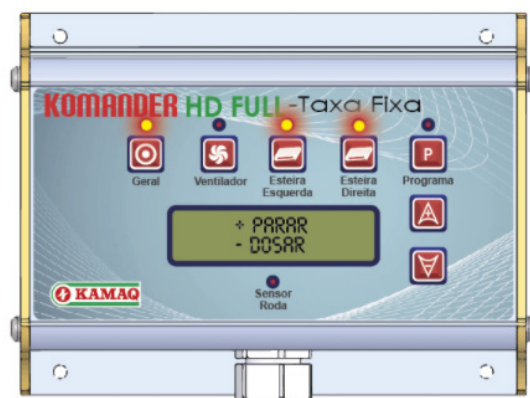 KOMANDER HD FULL -Taxa Fixa
Geral
Ventilador
Esteira
Esquerda
Esteira
Direita
P
Programa
+ PARAR
- DOSAR
Sensor
Roda
KAMAQ